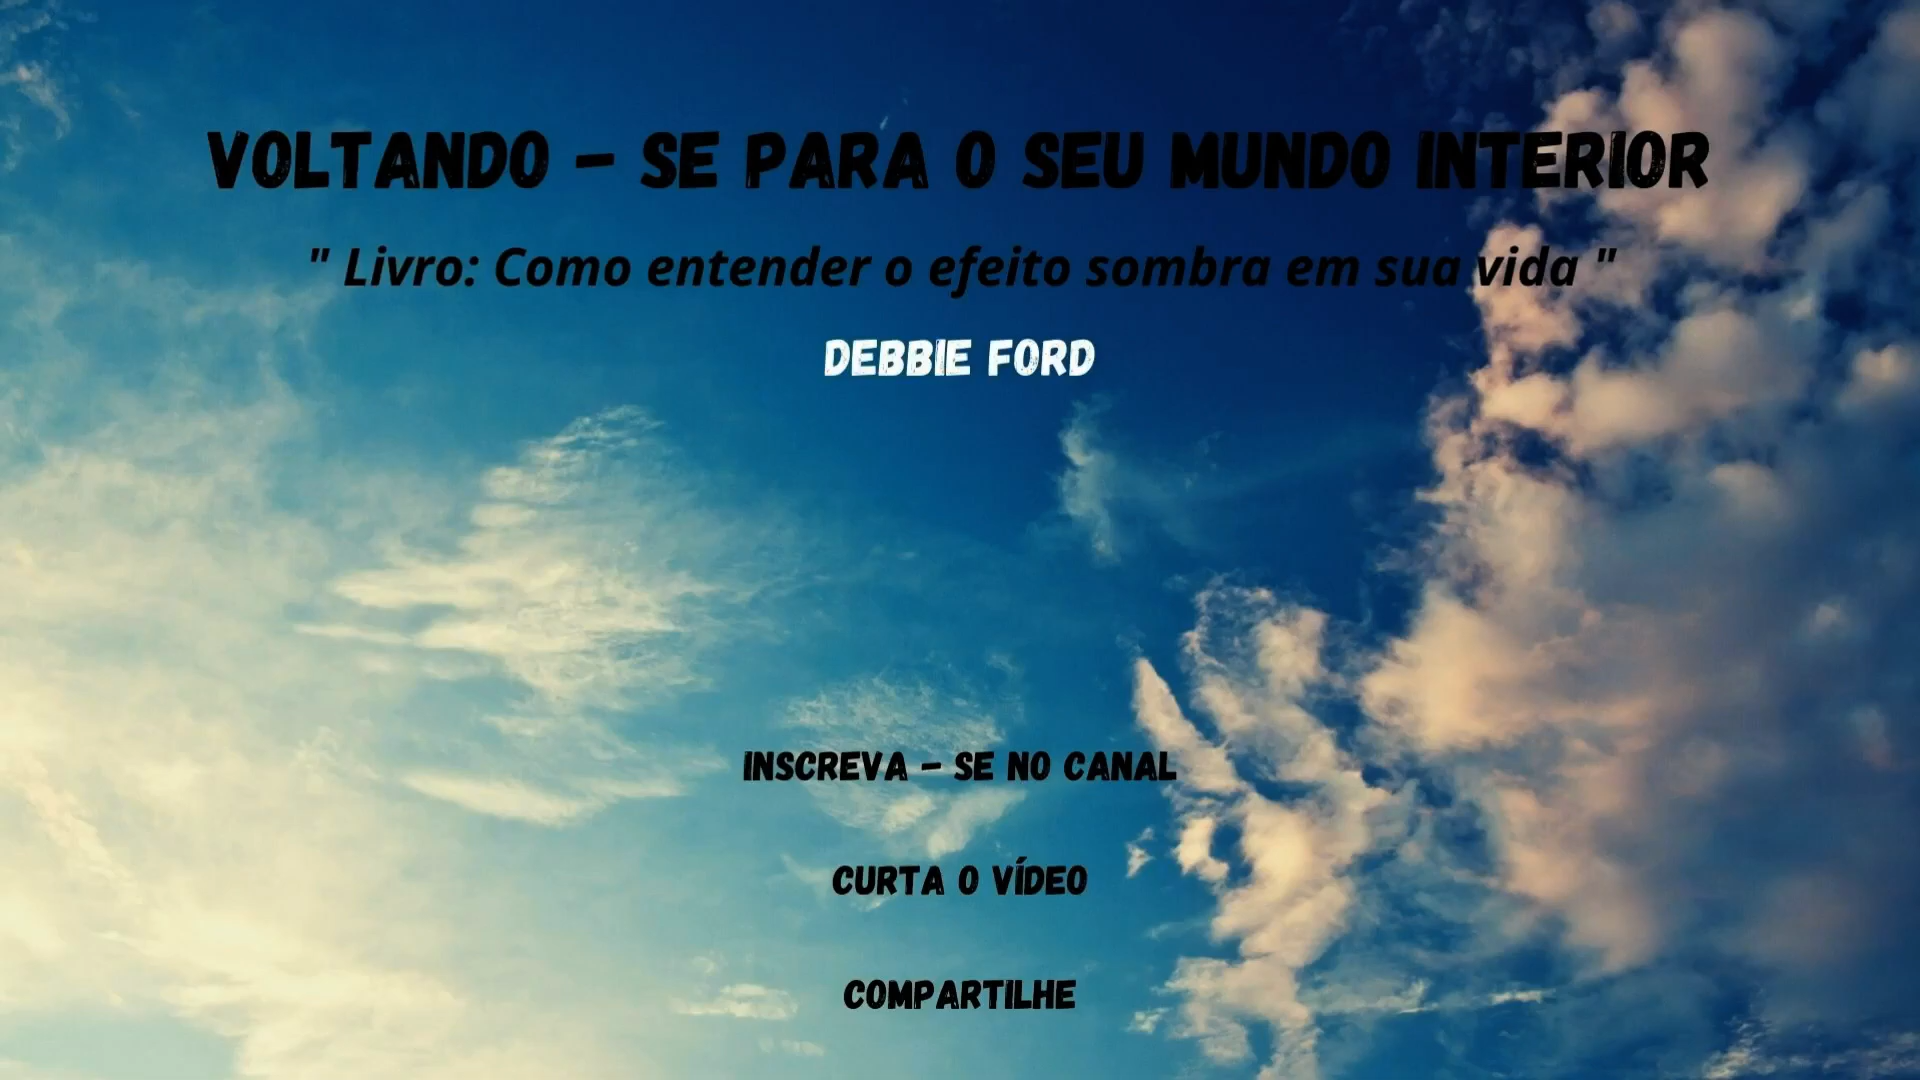 VOLTANDO - SE PARA O SEU MUNDO INTERIOR
" Livro: Como entender o efeito sombra em sua vida "
DEBBIE FORD
INSCREVA - SE NO CANAL
CURTA O VÍDEO
COMPARTILHE